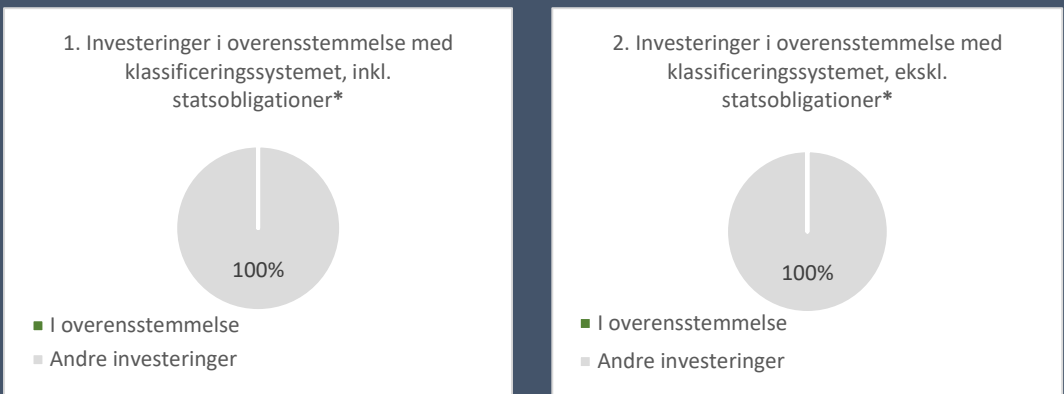 1. Investeringer i overensstemmelse med
klassificeringssystemet, inkl.
statsobligationer*
100%
■ I overensstemmelse
■ Andre investeringer
2. Investeringer i overensstemmelse med
klassificeringssystemet, ekskl.
statsobligationer*
100%
■ I overensstemmelse
■ Andre investeringer